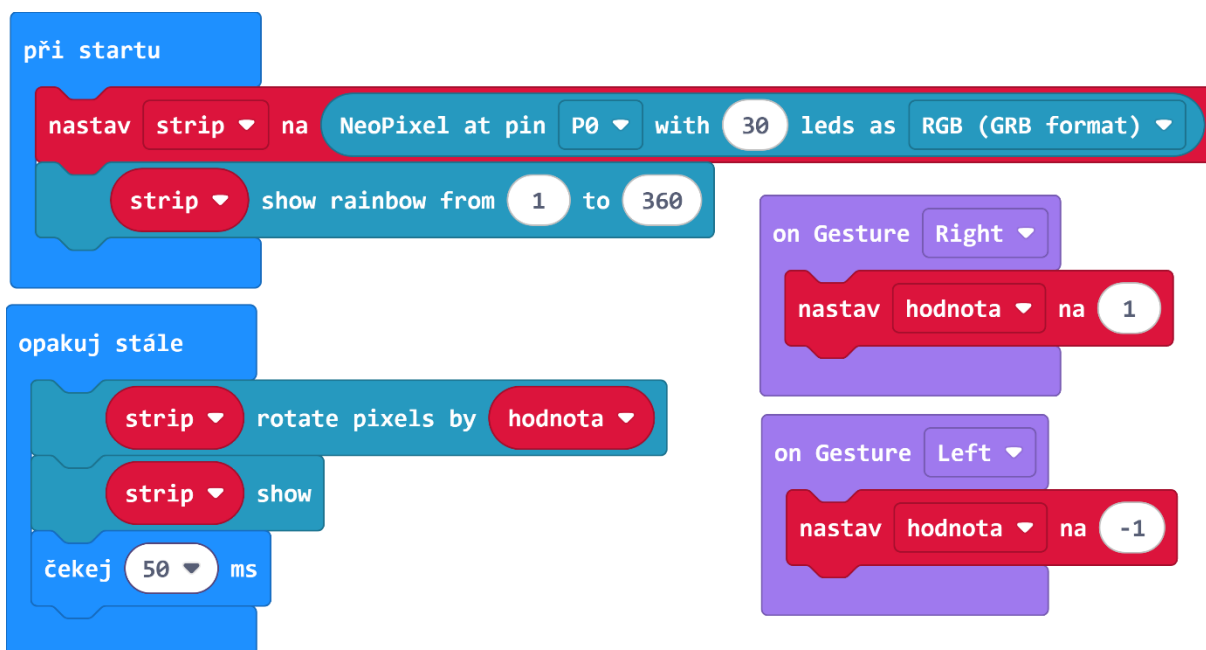 při startu
nastav strip na NeoPixel at pin P0 with 30 leds as RGB (GRB format)
strip show rainbow from 1 to 360
opakuj stále
strip rotate pixels by hodnota
strip show
čekej 50 ms
on Gesture Right
nastav hodnota na 1
on Gesture Left
nastav hodnota na -1